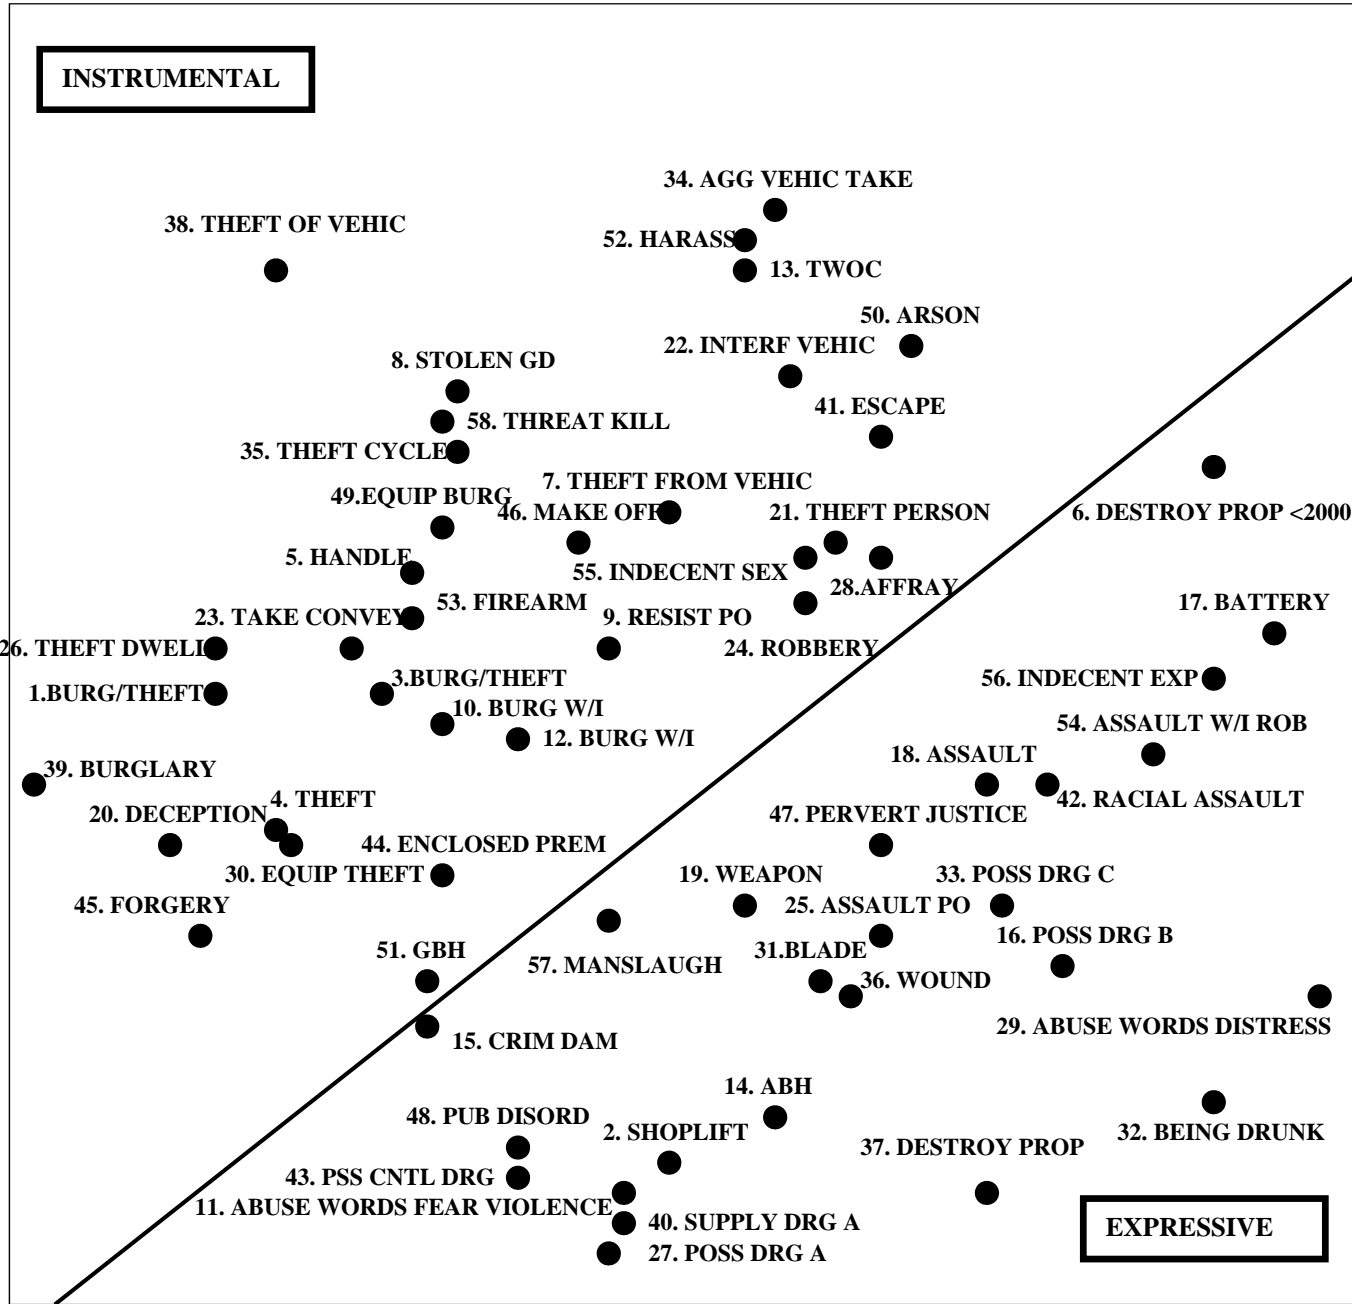 INSTRUMENTAL
34. AGG VEHIC TAKE
38. THEFT OF VEHIC
52. HARASS
13. TWOC
50. ARSON
22. INTERF VEHIC
8. STOLEN GD
41. ESCAPE
58. THREAT KILL
35. THEFT CYCLE
7. THEFT FROM VEHIC
49.EQUIP BURG
46. MAKE OFF
21. THEFT PERSON
6. DESTROY PROP <2000
5. HANDLE
55. INDECENT SEX
28.AFFRAY
53. FIREARM
17. BATTERY
23. TAKE CONVEY
9. RESIST PO
26. THEFT DWELL
24. ROBBERY
1.BURG/THEFT
3.BURG/THEFT
56. INDECENT EXP
10. BURG W/I
54. ASSAULT W/I ROB
12. BURG W/I
39. BURGLARY
18. ASSAULT
4. THEFT
42. RACIAL ASSAULT
20. DECEPTION
47. PERVERT JUSTICE
44. ENCLOSED PREM
30. EQUIP THEFT
19. WEAPON
33. POSS DRG C
45. FORGERY
25. ASSAULT PO
16. POSS DRG B
51. GBH
31.BLADE
57. MANSLAUGH
36. WOUND
29. ABUSE WORDS DISTRESS
15. CRIM DAM
14. ABH
48. PUB DISORD
2. SHOPLIFT
32. BEING DRUNK
37. DESTROY PROP
43. PSS CNTL DRG
11. ABUSE WORDS FEAR VIOLENCE
40. SUPPLY DRG A
EXPRESSIVE
27. POSS DRG A